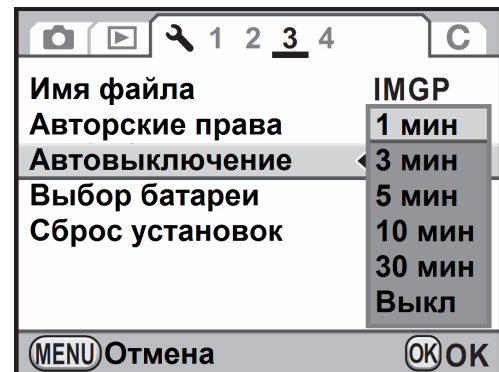 1 2 3 4 C
Имя файла IMGP
Авторские права 1 мин
Автовыключение 3 мин
Выбор батареи 5 мин
Сброс установок 10 мин
30 мин
Выкл
MENU Отмена OK OK